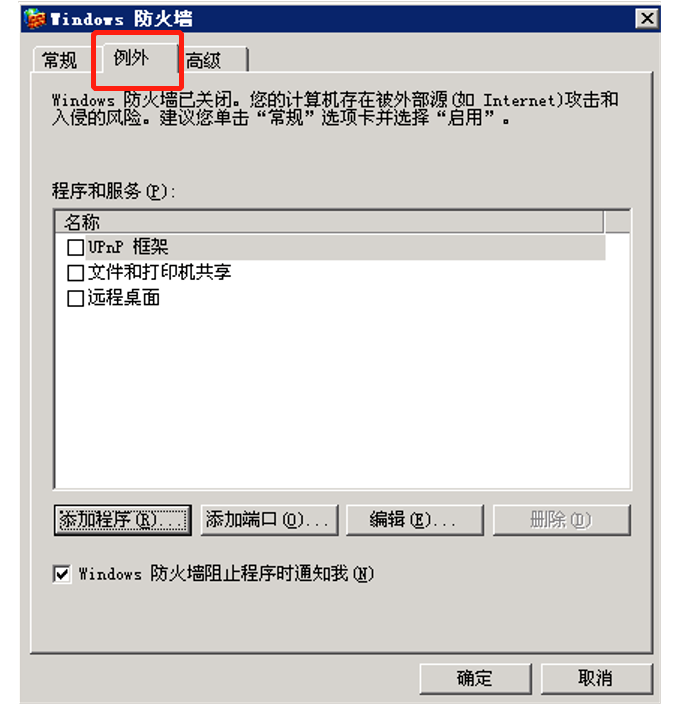 Windows 防火墙
常规 例外 高级
Windows 防火墙已关闭。您的计算机存在被外部源(如 Internet)攻击和
入侵的风险。建议您单击“常规”选项卡并选择“启用”。
程序和服务(P):
名称
UPnP 框架
文件和打印机共享
远程桌面
添加程序(R)... 添加端口(O)... 编辑(E)... 删除(D)
Windows 防火墙阻止程序时通知我(N)
确定 取消